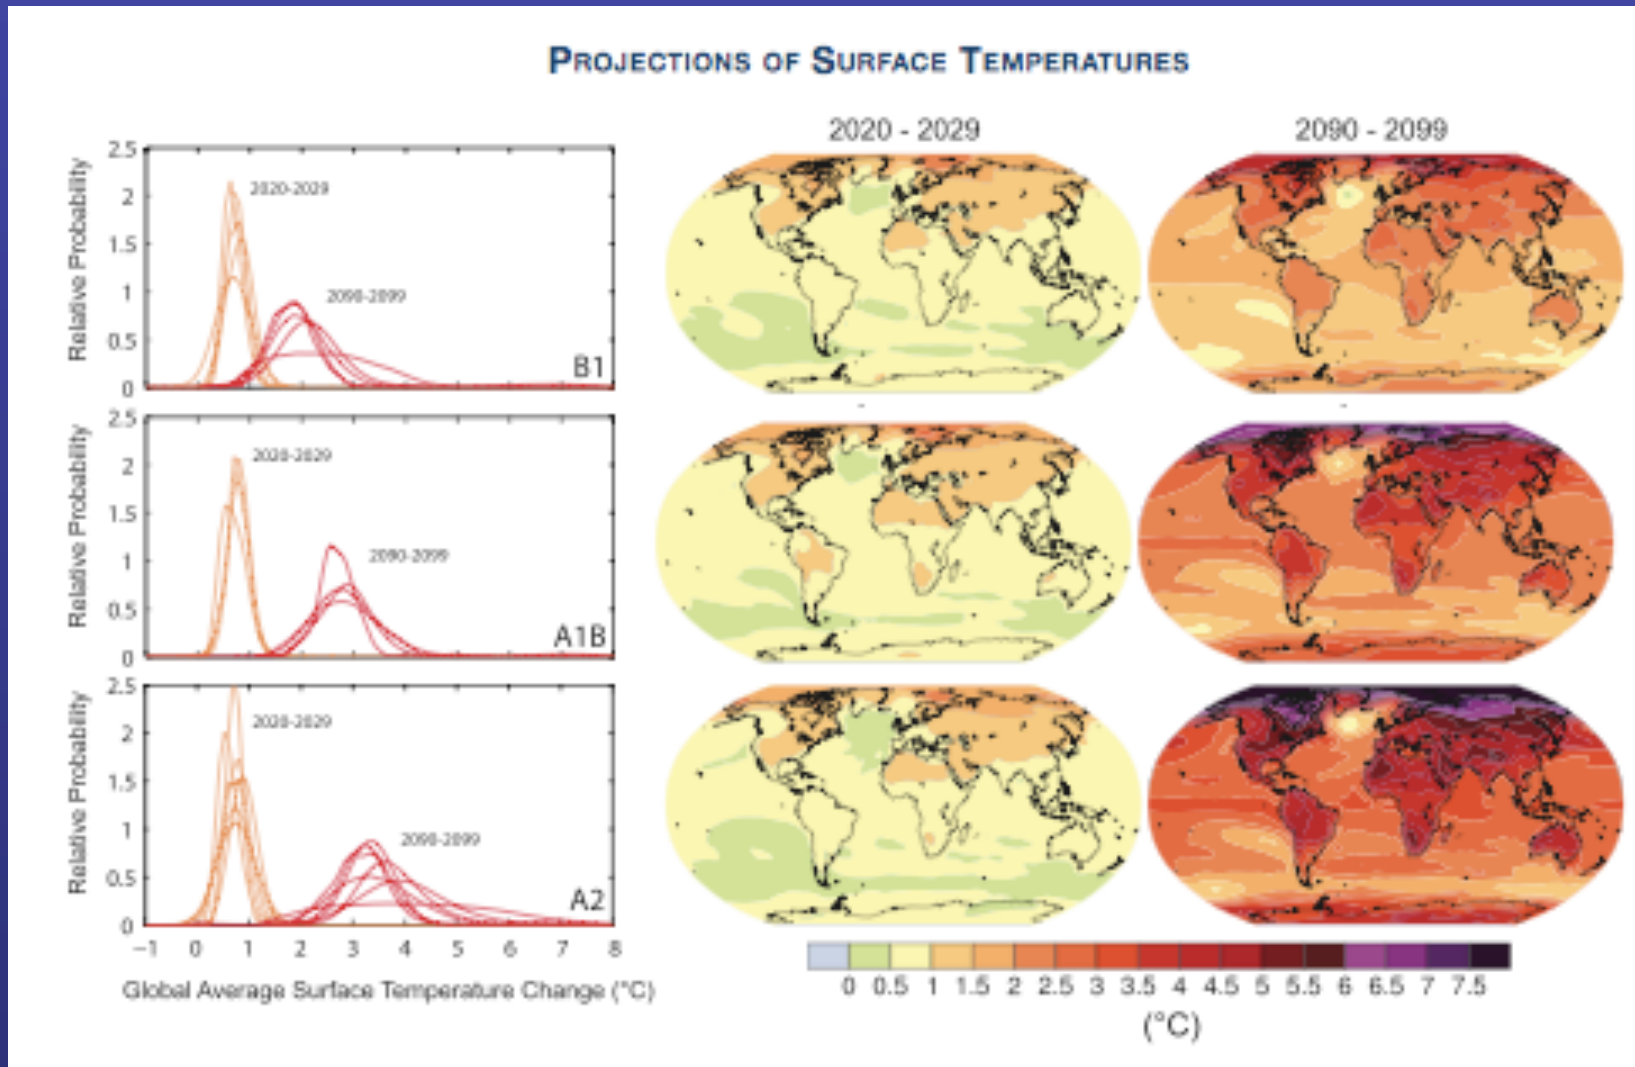 PROJECTIONS OF SURFACE TEMPERATURES
2020 - 2029
2090 - 2099
Relative Probability
2.5
2
1.5
1
0.5
0
2020-2029
2090-2099
B1
Relative Probability
2.5
2
1.5
1
0.5
0
2020-2029
2090-2099
A1B
Relative Probability
2.5
2
1.5
1
0.5
0
2020-2029
2090-2099
A2
−1 0 1 2 3 4 5 6 7 8
Global Average Surface Temperature Change (°C)
0 0.5 1 1.5 2 2.5 3 3.5 4 4.5 5 5.5 6 6.5 7 7.5
(°C)